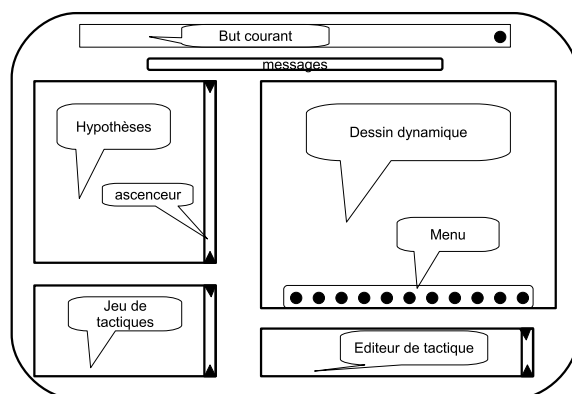 But courant
messages
Hypothèses
Dessin dynamique
ascenceur
Menu
Jeu de
tactiques
Editeur de tactique